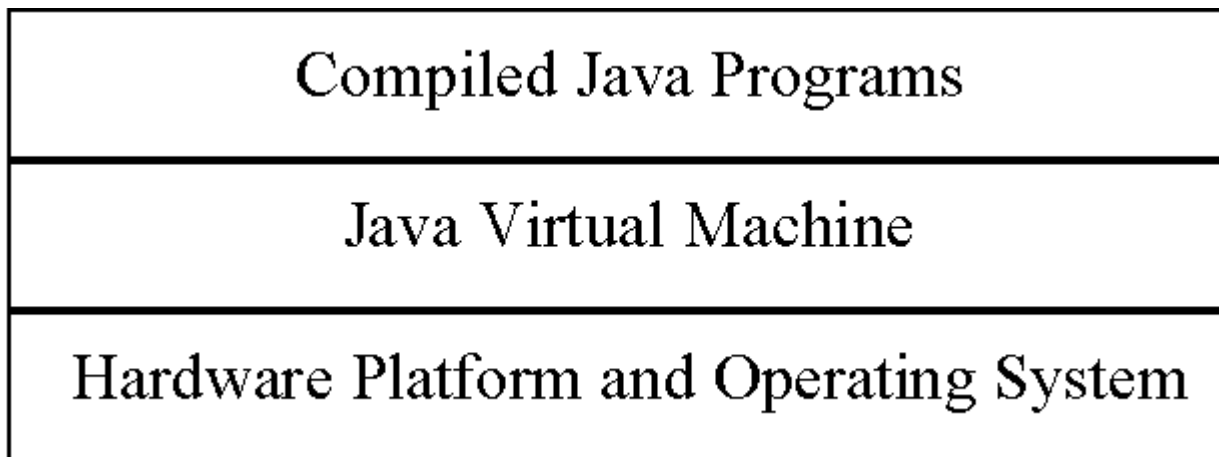 Compiled Java Programs
Java Virtual Machine
Hardware Platform and Operating System